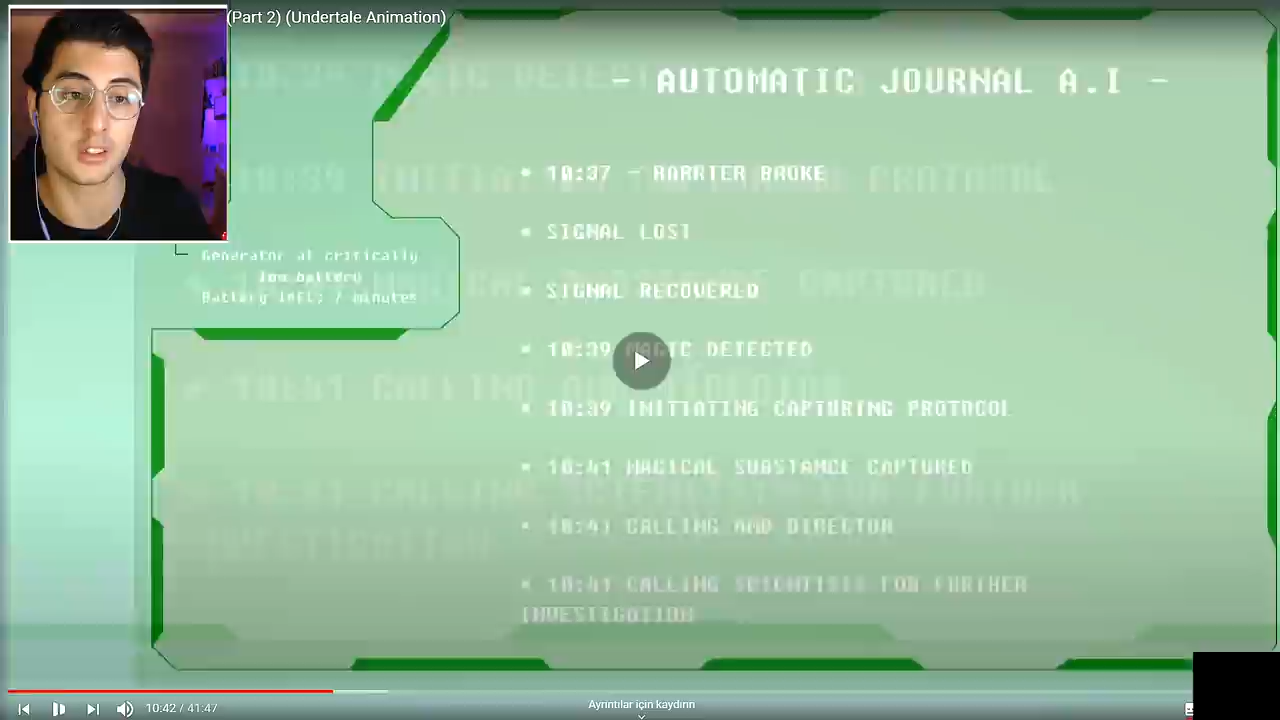 (Part 2) (Undertale Animation)
- AUTOMATIC JOURNAL A.I -
• 10:37 - BARRIER BROKE
• SIGNAL LOST
• SIGNAL RECOVERED
• 10:39 MAGIC DETECTED
• 10:39 INITIATING CAPTURING PROTOCOL
• 10:41 MAGICAL SUBSTANCE CAPTURED
• 10:41 CALLING AMD DIRECTOR
• 10:41 CALLING SCIENTISTS FOR FURTHER
INVESTIGATION
Generator at critically
low battery
Battery left: 7 minutes
10:42 / 41:47
Ayrıntılar için kaydırın